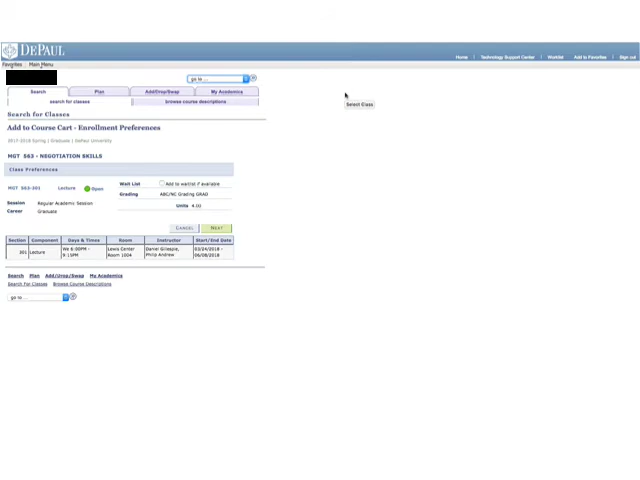 DEPAUL
Home Technology Support Center Worklist Add to Favorites Sign out
Favorites Main Menu
go to ...
Search Plan Add/Drop/Swap My Academics
search for classes browse course descriptions
Select Class
Search for Classes
Add to Course Cart - Enrollment Preferences
2017-2018 Spring | Graduate | DePaul University
MGT 563 - NEGOTIATION SKILLS
Class Preferences
MGT 563-301 Lecture Open
Wait List Add to waitlist if available
Grading ABC/NC Grading GRAD
Session Regular Academic Session
Units 4.00
Career Graduate
CANCEL NEXT
Section Component Days & Times Room Instructor Start/End Date
301 Lecture We 6:00PM - 9:15PM Lewis Center Room 100A Daniel Gillespie, Philip Andrew 03/24/2018 - 06/08/2018
Search Plan Add/Drop/Swap My Academics
Search For Classes Browse Course Descriptions
go to ...